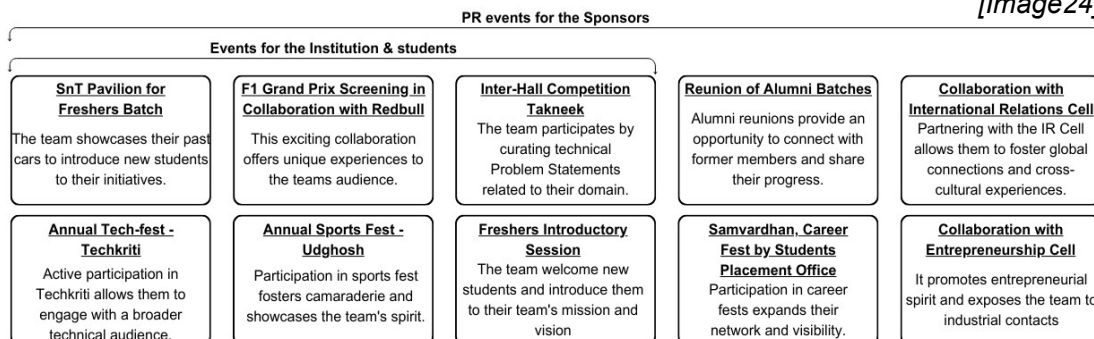 [Image24]
PR events for the Sponsors
Events for the Institution & students
SnT Pavilion for
Freshers Batch
The team showcases their past
cars to introduce new students
to their initiatives.
F1 Grand Prix Screening in
Collaboration with Redbull
This exciting collaboration
offers unique experiences to
the teams audience.
Inter-Hall Competition
Takneek
The team participates by
curating technical
Problem Statements
related to their domain.
Reunion of Alumni Batches
Alumni reunions provide an
opportunity to connect with
former members and share
their progress.
Collaboration with
International Relations Cell
Partnering with the IR Cell
allows them to foster global
connections and cross-
cultural experiences.
Annual Tech-fest -
Techkriti
Active participation in
Techkriti allows them to
engage with a broader
technical audience.
Annual Sports Fest -
Udghosh
Participation in sports fest
fosters camaraderie and
showcases the team's spirit.
Freshers Introductory
Session
The team welcome new
students and introduce them
to their team's mission and
vision
Samvardhan, Career
Fest by Students
Placement Office
Participation in career
fests expands their
network and visibility.
Collaboration with
Entrepreneurship Cell
It promotes entrepreneurial
spirit and exposes the team to
industrial contacts